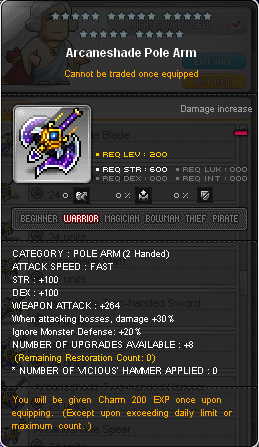 Arcaneshade Pole Arm
Cannot be traded once equipped
Damage increase
REQ LEV : 200
REQ STR : 600 REQ LUK : 000
REQ DEX : 000 REQ INT : 000
0 0% 0%
BEGINNER WARRIOR MAGICIAN BOWMAN THIEF PIRATE
CATEGORY : POLE ARM (2 Handed)
ATTACK SPEED : FAST
STR : +100
DEX : +100
WEAPON ATTACK : +264
When attacking bosses, damage +30%
Ignore Monster Defense: +20%
NUMBER OF UPGRADES AVAILABLE : +8
(Remaining Restoration Count: 0)
* NUMBER OF VICIOUS' HAMMER APPLIED : 0
You will be given Charm 200 EXP once upon
equipping. (Except upon exceeding daily limit or
maximum count. )